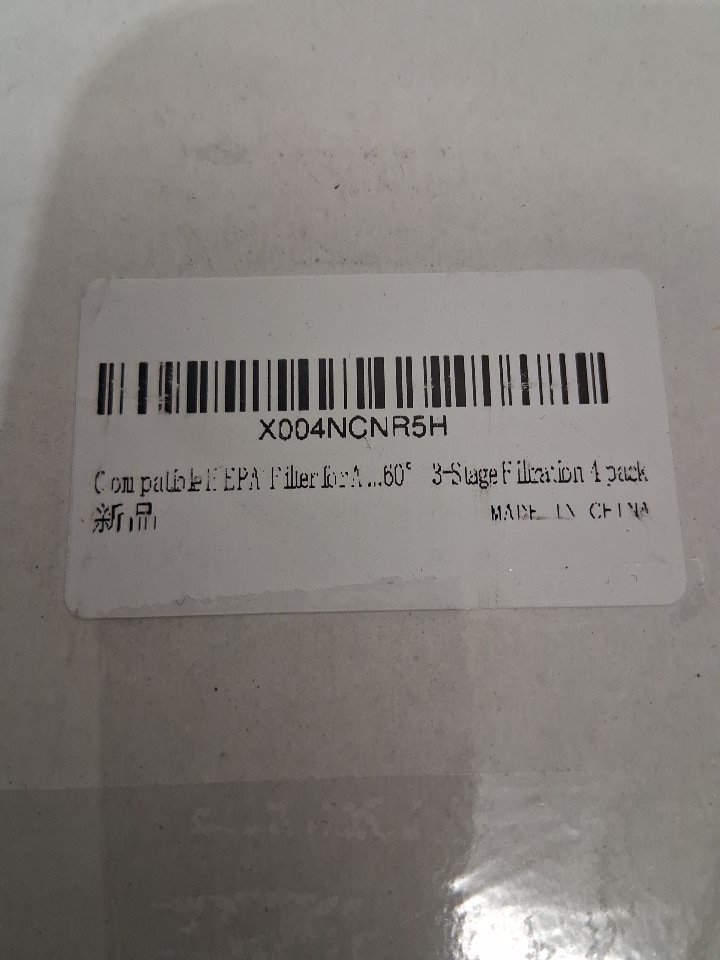 X004NCNR5H
Compatible HEPA Filter for A...60° 3-Stage Filtration 4 pack
新品
MADE IN CHINA